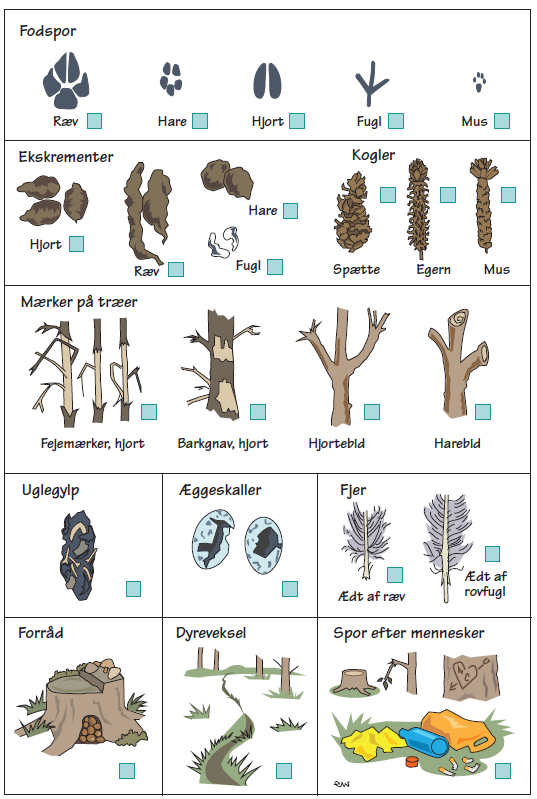 Fodspor
Ræv
Hare
Hjort
Fugl
Mus
Ekskrementer
Hjort
Ræv
Hare
Fugl
Kogler
Spætte
Egern
Mus
Mærker på træer
Fejemærker, hjort
Barkgnav, hjort
Hjortebid
Harebid
Uglegylp
Æggeskaller
Fjer
Ædt af ræv
Ædt af
rovfugl
Forråd
Dyreveksel
Spor efter mennesker